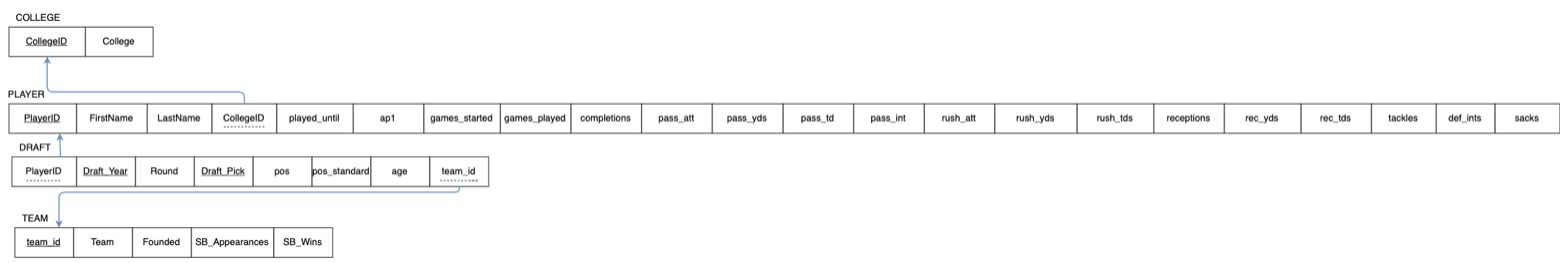 COLLEGE
CollegeID College
PLAYER
PlayerID FirstName LastName CollegeID played_until ap1 games_started games_played completions pass_att pass_yds pass_td pass_int rush_att rush_yds rush_tds receptions rec_yds rec_tds tackles def_ints sacks
DRAFT
PlayerID Draft_Year Round Draft_Pick pos pos_standard age team_id
TEAM
team_id Team Founded SB_Appearances SB_Wins